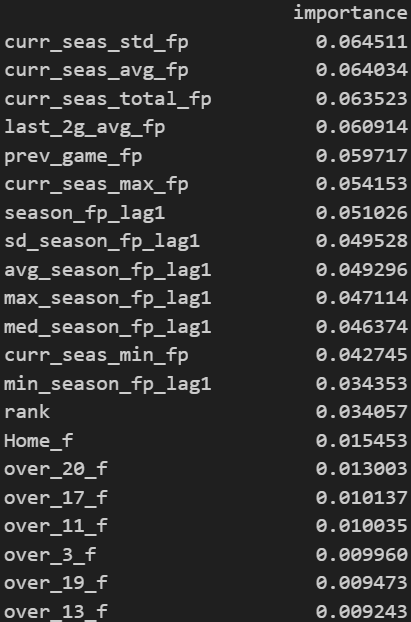 importance
curr_seas_std_fp 0.064511
curr_seas_avg_fp 0.064034
curr_seas_total_fp 0.063523
last_2g_avg_fp 0.060914
prev_game_fp 0.059717
curr_seas_max_fp 0.054153
season_fp_lag1 0.051026
sd_season_fp_lag1 0.049528
avg_season_fp_lag1 0.049296
max_season_fp_lag1 0.047114
med_season_fp_lag1 0.046374
curr_seas_min_fp 0.042745
min_season_fp_lag1 0.034353
rank 0.034057
Home_f 0.015453
over_20_f 0.013003
over_17_f 0.010137
over_11_f 0.010035
over_3_f 0.009960
over_19_f 0.009473
over_13_f 0.009243